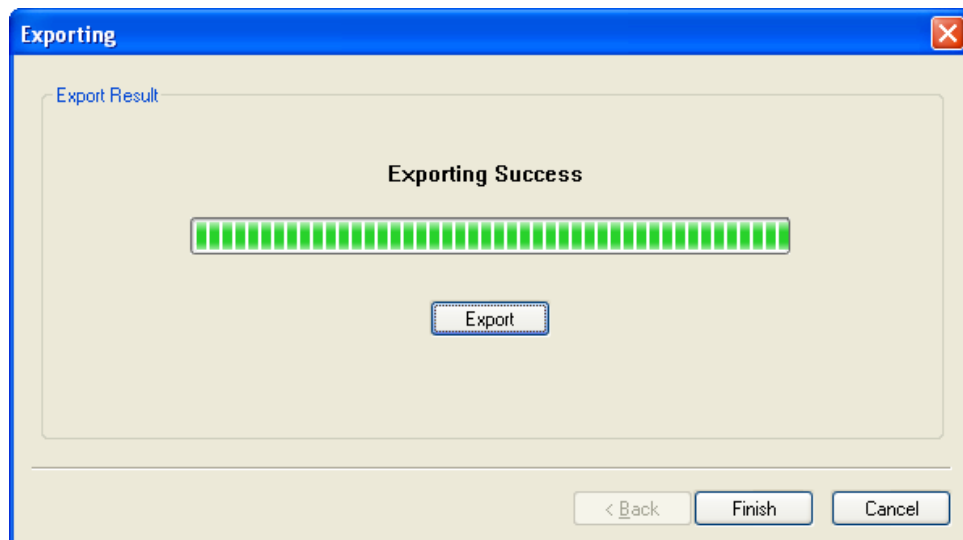 Exporting
Export Result
Exporting Success
Export
< Back
Finish
Cancel